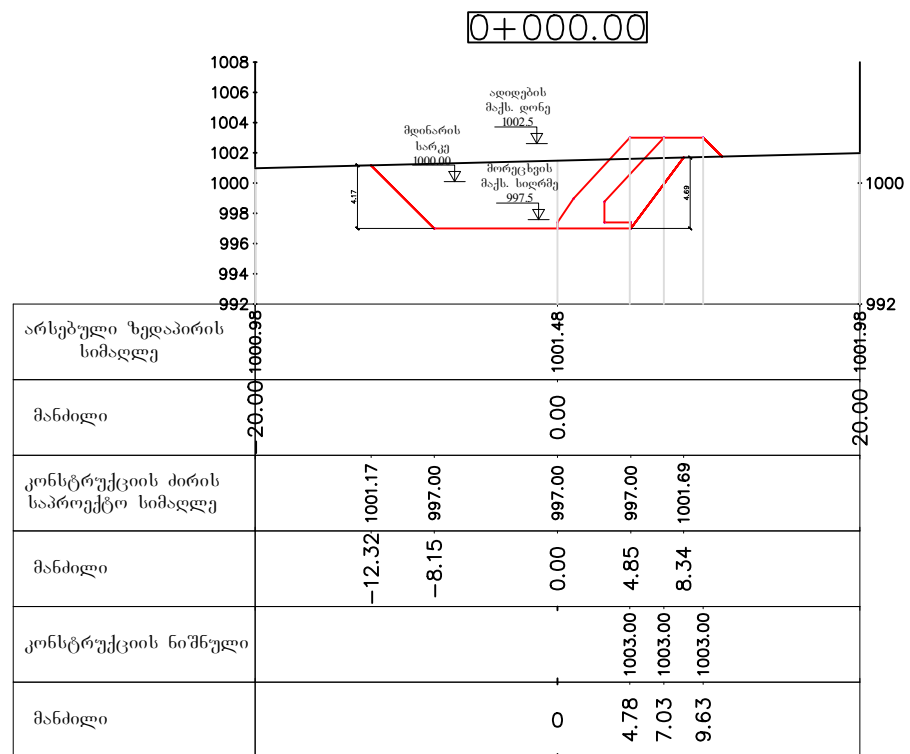 0+000.00
1008
1006
1004
1002
1000
998
996
994
992
1000
992
ადიდების
მაქს. დონე
1002.5
მდინარის
სარკე
1000.00
მორეცხვის
მაქს. სიღრმე
997.5
4.17
4.69
არსებული ზედაპირის
სიმაღლე
1000.98
1001.48
1001.98
მანძილი
-20.00
0.00
20.00
კონსტრუქციის ძირის
საპროექტო სიმაღლე
1001.17
997.00
997.00
997.00
1001.69
მანძილი
-12.32
-8.15
0.00
4.85
8.34
კონსტრუქციის ნიშნული
1003.00
1003.00
1003.00
მანძილი
0
4.78
7.03
9.63